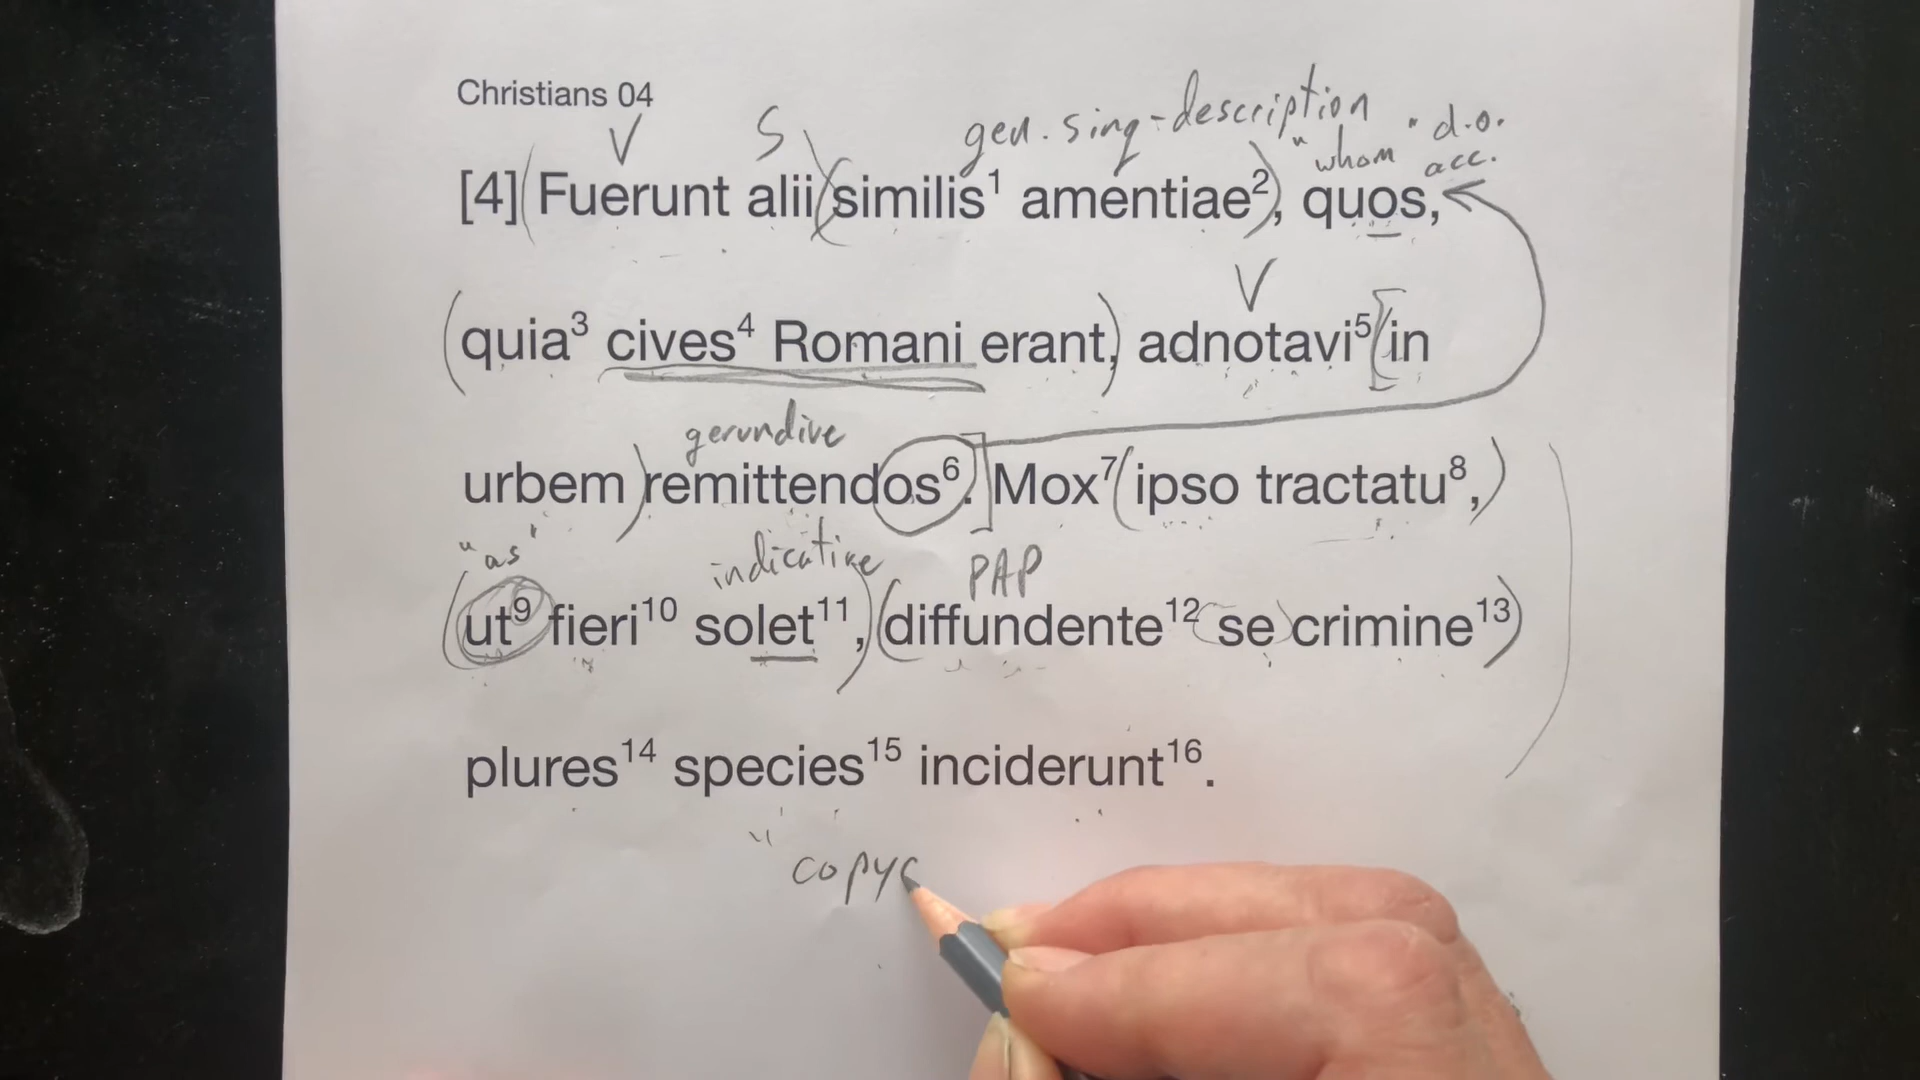 Christians 04
V S gen. sing - description "whom" d.o. acc.
[4] Fuerunt alii similis1 amentiae2, quos,
V
(quia3 cives4 Romani erant) adnotavi5 in
gerundive
urbem remittendos6. Mox7 ipso tractatu8,
"as" indicative PAP
ut9 fieri10 solet11, diffundente12 se crimine13
plures14 species15 inciderunt16.
"copyc